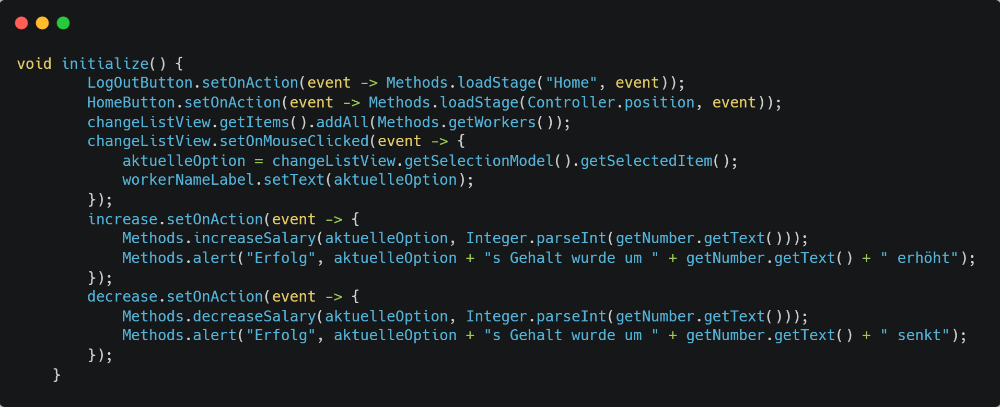 void initialize() {
        LogOutButton.setOnAction(event -> Methods.loadStage("Home", event));
        HomeButton.setOnAction(event -> Methods.loadStage(Controller.position, event));
        changeListView.getItems().addAll(Methods.getWorkers());
        changeListView.setOnMouseClicked(event -> {
            aktuelleOption = changeListView.getSelectionModel().getSelectedItem();
            workerNameLabel.setText(aktuelleOption);
        });
        increase.setOnAction(event -> {
            Methods.increaseSalary(aktuelleOption, Integer.parseInt(getNumber.getText()));
            Methods.alert("Erfolg", aktuelleOption + "s Gehalt wurde um " + getNumber.getText() + " erhöht");
        });
        decrease.setOnAction(event -> {
            Methods.decreaseSalary(aktuelleOption, Integer.parseInt(getNumber.getText()));
            Methods.alert("Erfolg", aktuelleOption + "s Gehalt wurde um " + getNumber.getText() + " senkt");
        });
    }